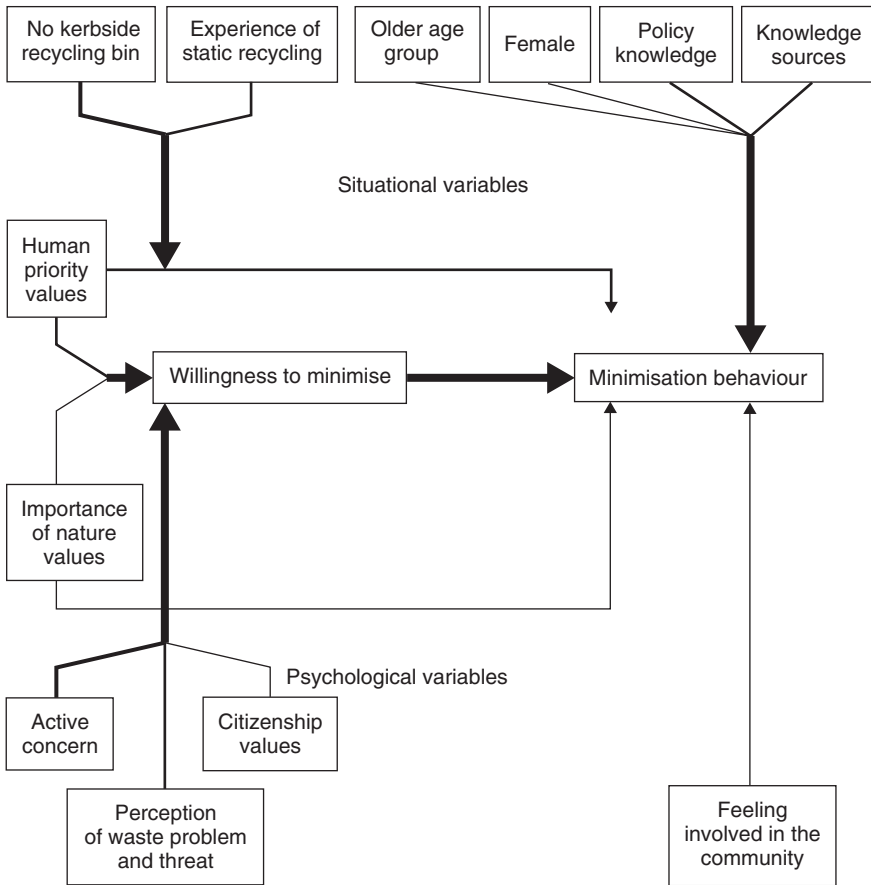 No kerbside
recycling bin
Experience of
static recycling
Older age
group
Female
Policy
knowledge
Knowledge
sources
Situational variables
Human
priority
values
Willingness to minimise
Minimisation behaviour
Importance
of nature
values
Psychological variables
Active
concern
Citizenship
values
Perception
of waste problem
and threat
Feeling
involved in the
community